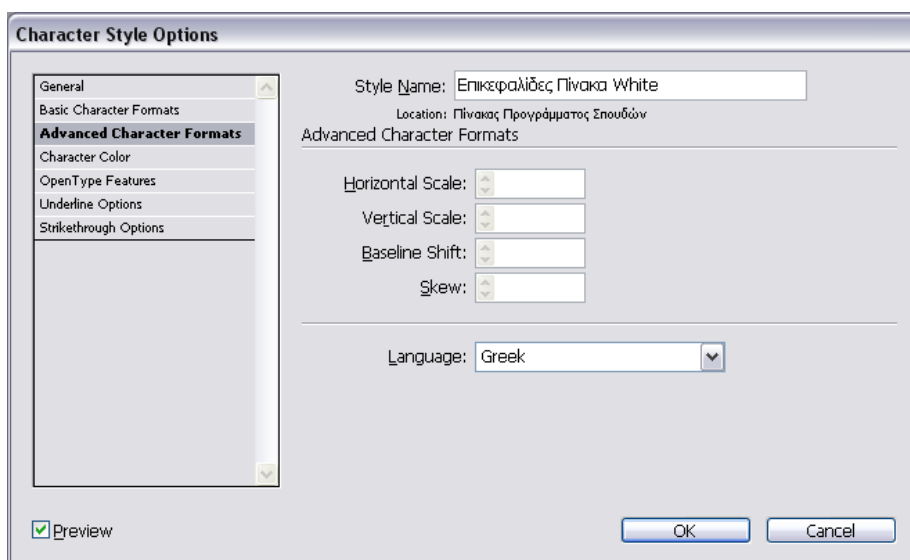 Character Style Options
General
Basic Character Formats
Advanced Character Formats
Character Color
OpenType Features
Underline Options
Strikethrough Options
Style Name: Επικεφαλίδες Πίνακα White
Location: Πίνακας Προγράμματος Σπουδών
Advanced Character Formats
Horizontal Scale:
Vertical Scale:
Baseline Shift:
Skew:
Language: Greek
Preview
OK
Cancel